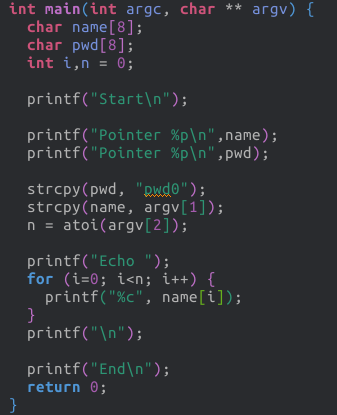 int main(int argc, char ** argv) {
  char name[8];
  char pwd[8];
  int i,n = 0;

  printf("Start\n");

  printf("Pointer %p\n",name);
  printf("Pointer %p\n",pwd);

  strcpy(pwd, "pwd0");
  strcpy(name, argv[1]);
  n = atoi(argv[2]);

  printf("Echo ");
  for (i=0; i<n; i++) {
    printf("%c", name[i]);
  }
  printf("\n");

  printf("End\n");
  return 0;
}